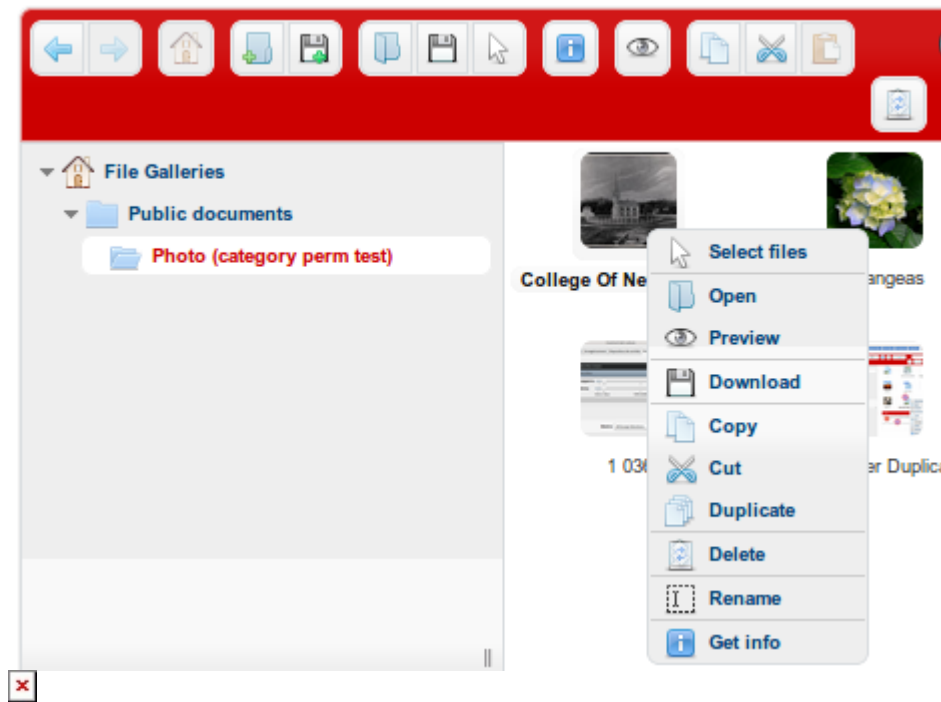 File Galleries
Public documents
Photo (category perm test)
College Of Ne
angeas
Select files
Open
Preview
Download
Copy
Cut
Duplicate
Delete
Rename
Get info
1 03
er Duplic